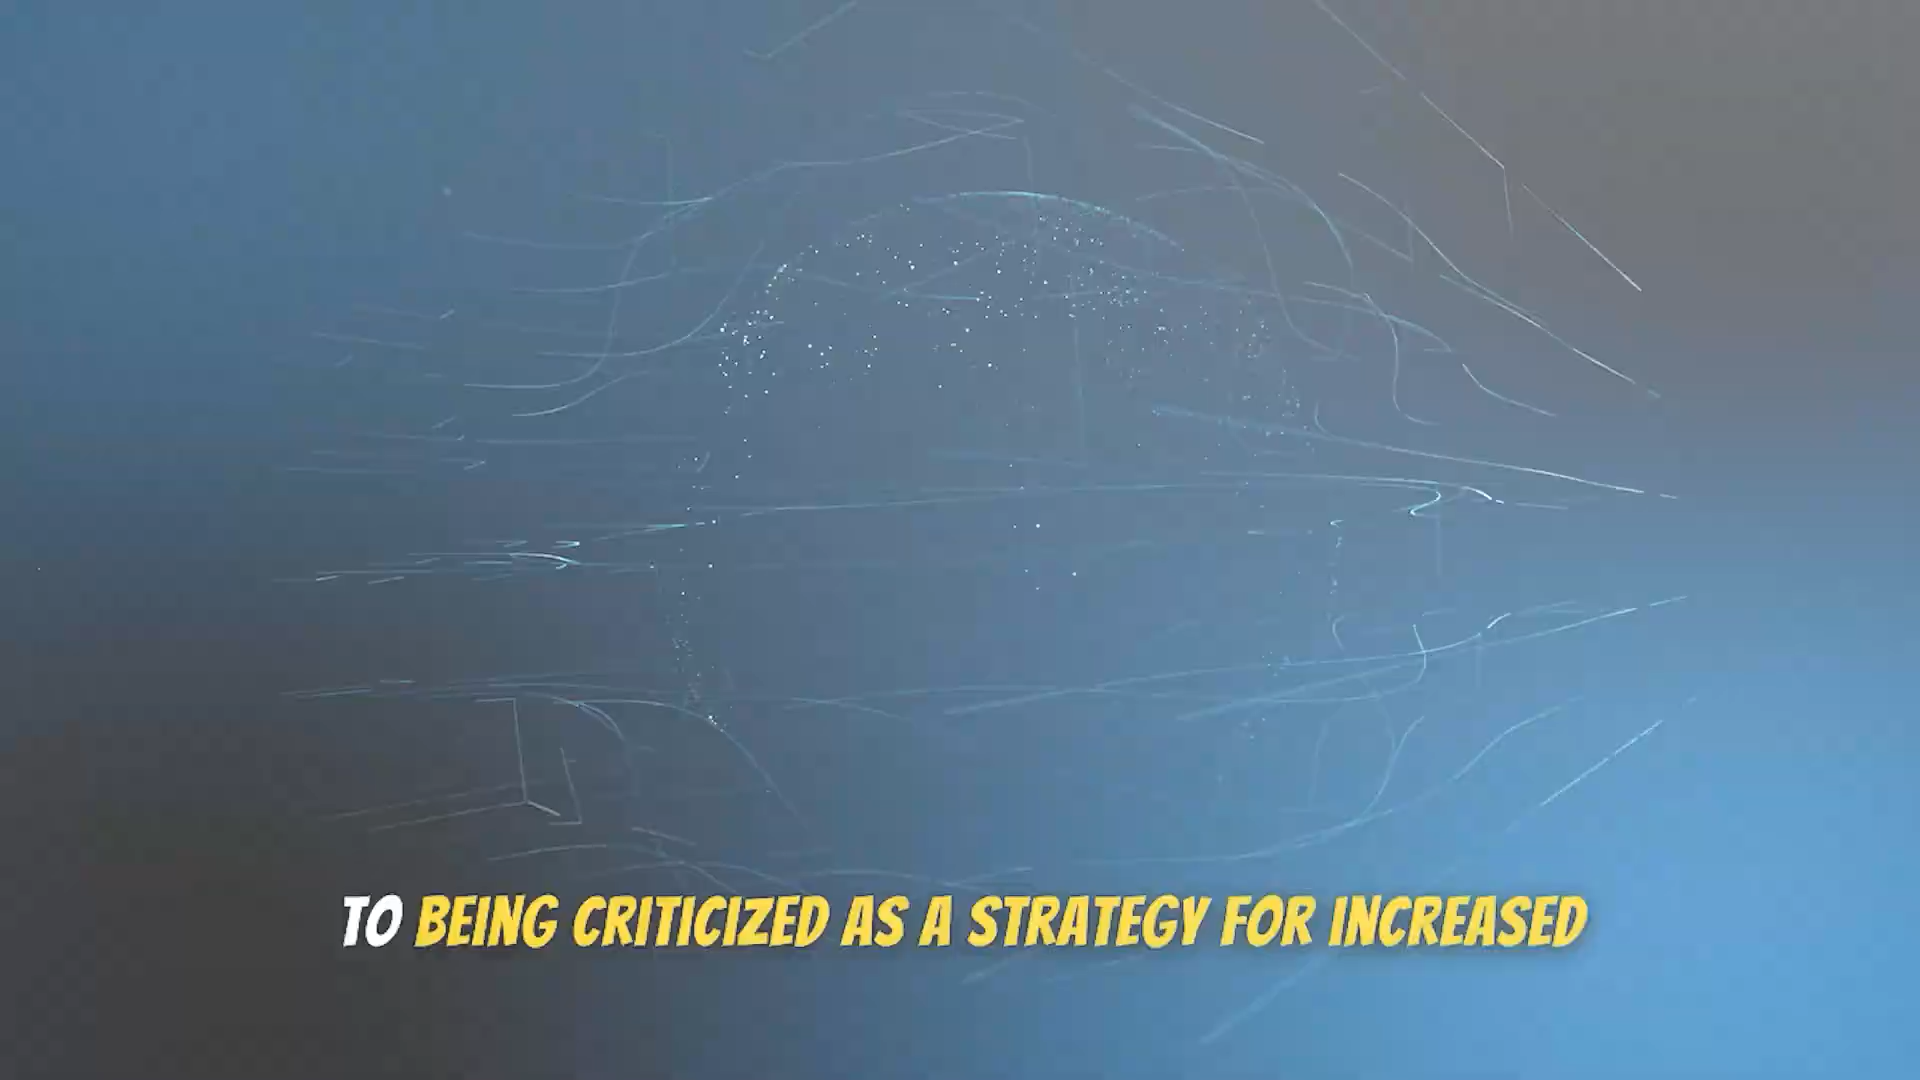 TO BEING CRITICIZED AS A STRATEGY FOR INCREASED